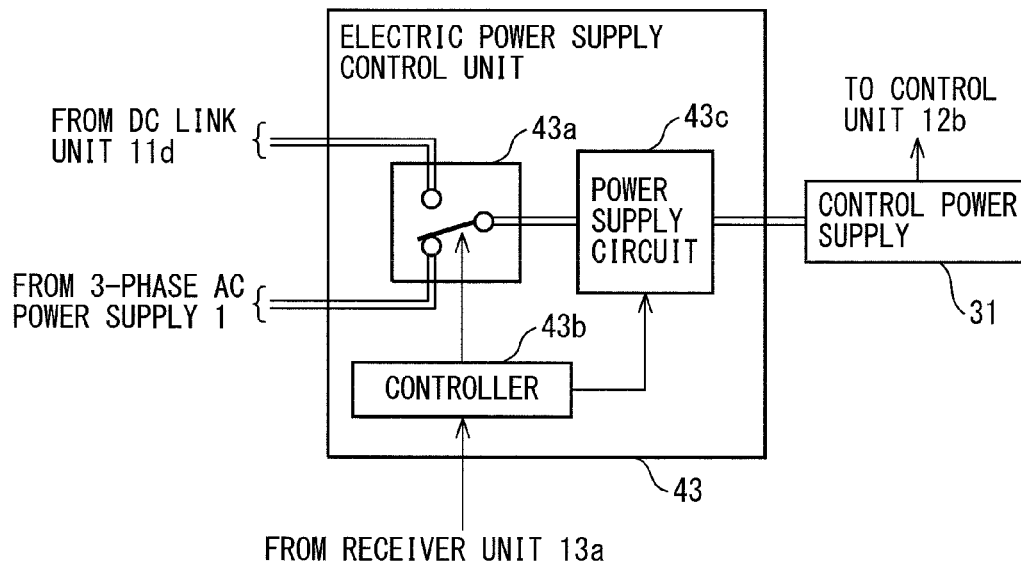 ELECTRIC POWER SUPPLY
CONTROL UNIT
FROM DC LINK
UNIT 11d
43a
43c
TO CONTROL
UNIT 12b
POWER
SUPPLY
CIRCUIT
CONTROL POWER
SUPPLY
FROM 3-PHASE AC
POWER SUPPLY 1
43b
31
CONTROLLER
43
FROM RECEIVER UNIT 13a